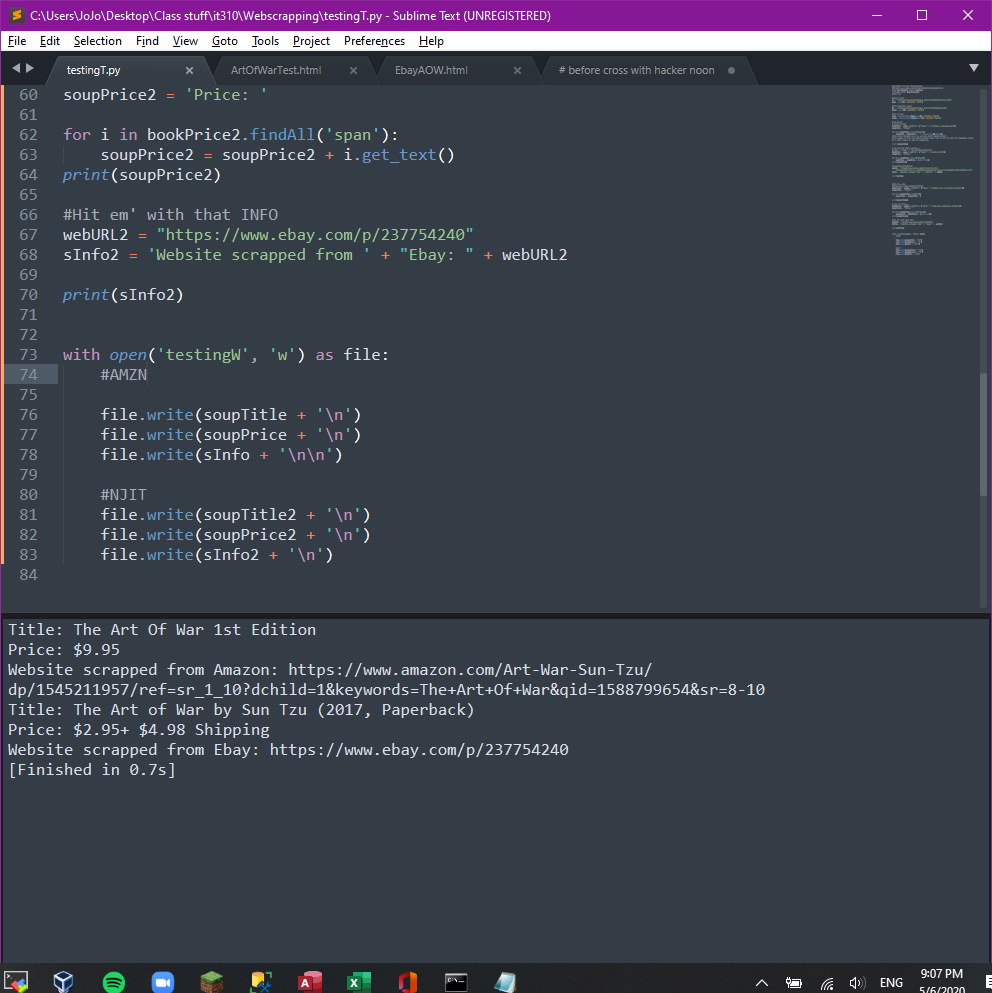 C:\Users\JoJo\Desktop\Class stuff\it310\Webscrapping\testingT.py - Sublime Text (UNREGISTERED)
File Edit Selection Find View Goto Tools Project Preferences Help
testingT.py ArtOfWarTest.html EbayAOW.html # before cross with hacker noon
60 soupPrice2 = 'Price: '
61
62 for i in bookPrice2.findAll('span'):
63     soupPrice2 = soupPrice2 + i.get_text()
64 print(soupPrice2)
65
66 #Hit em' with that INFO
67 webURL2 = "https://www.ebay.com/p/237754240"
68 sInfo2 = 'Website scrapped from ' + "Ebay: " + webURL2
69
70 print(sInfo2)
71
72
73 with open('testingW', 'w') as file:
74     #AMZN
75
76     file.write(soupTitle + '\n')
77     file.write(soupPrice + '\n')
78     file.write(sInfo + '\n\n')
79
80     #NJIT
81     file.write(soupTitle2 + '\n')
82     file.write(soupPrice2 + '\n')
83     file.write(sInfo2 + '\n')
84
Title: The Art Of War 1st Edition
Price: $9.95
Website scrapped from Amazon: https://www.amazon.com/Art-War-Sun-Tzu/
dp/1545211957/ref=sr_1_10?dchild=1&keywords=The+Art+Of+War&qid=1588799654&sr=8-10
Title: The Art of War by Sun Tzu (2017, Paperback)
Price: $2.95+ $4.98 Shipping
Website scrapped from Ebay: https://www.ebay.com/p/237754240
[Finished in 0.7s]
ENG
9:07 PM
5/6/2020